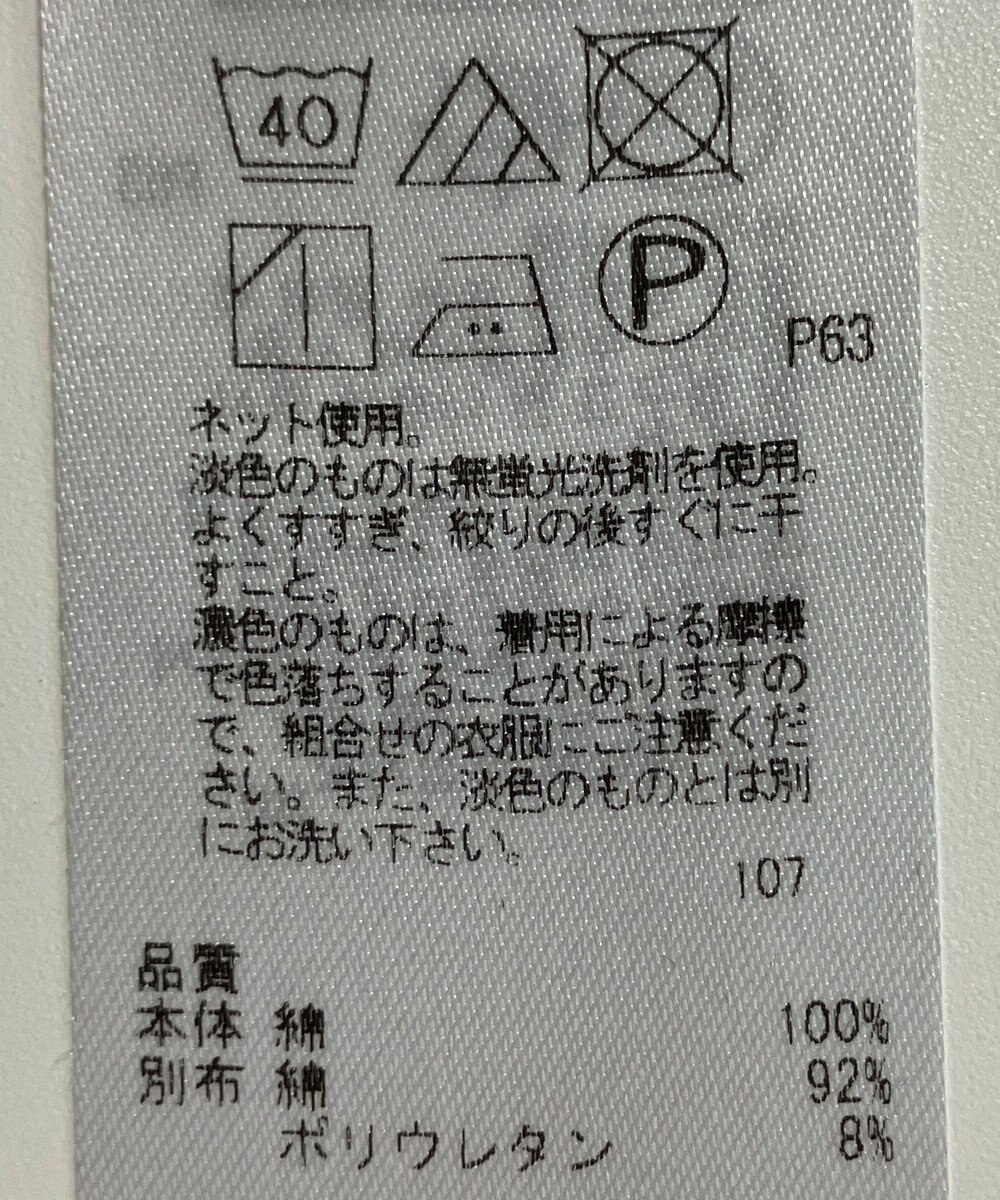 40
P
P63
ネット使用。
淡色のものは無蛍光洗剤を使用。
よくすすぎ、絞りの後すぐに干
すこと。
濃色のものは、着用による摩擦
で色落ちすることがありますの
で、組合せの衣服にご注意くだ
さい。また、淡色のものとは別
にお洗い下さい。
107
品質
本体 綿 100%
別布 綿 92%
ポリウレタン 8%